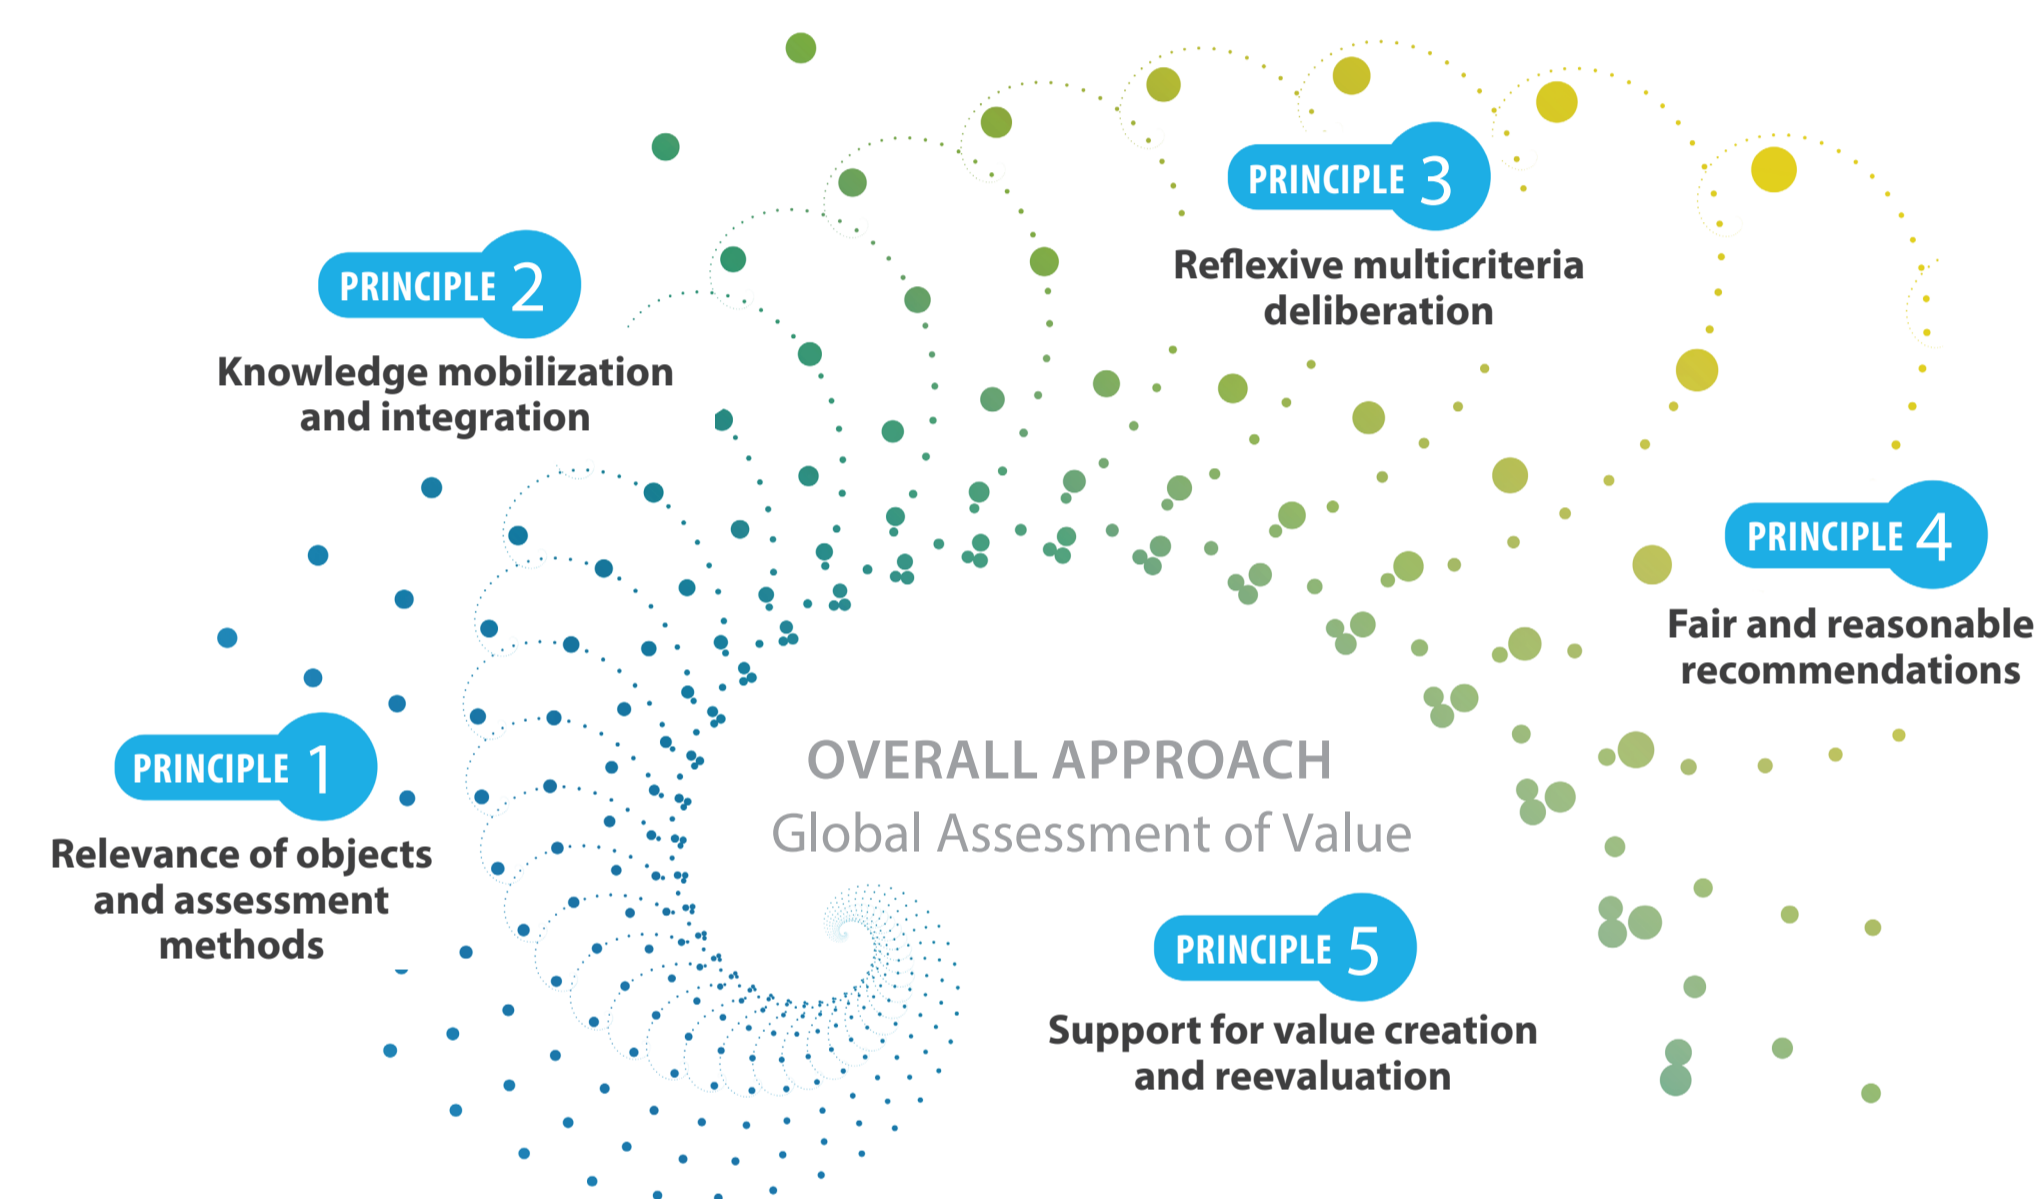 PRINCIPLE 1
Relevance of objects
and assessment
methods
PRINCIPLE 2
Knowledge mobilization
and integration
PRINCIPLE 3
Reflexive multicriteria
deliberation
PRINCIPLE 4
Fair and reasonable
recommendations
OVERALL APPROACH
Global Assessment of Value
PRINCIPLE 5
Support for value creation
and reevaluation